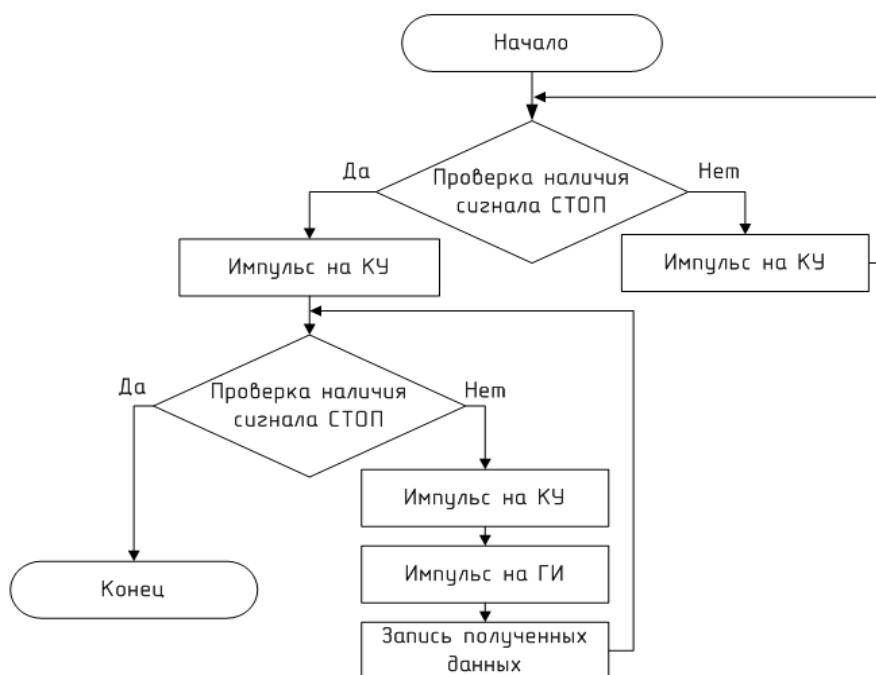 Начало
Да
Нет
Проверка наличия
сигнала СТОП
Импульс на КУ
Импульс на КУ
Да
Нет
Проверка наличия
сигнала СТОП
Импульс на КУ
Импульс на ГИ
Конец
Запись полученных
данных